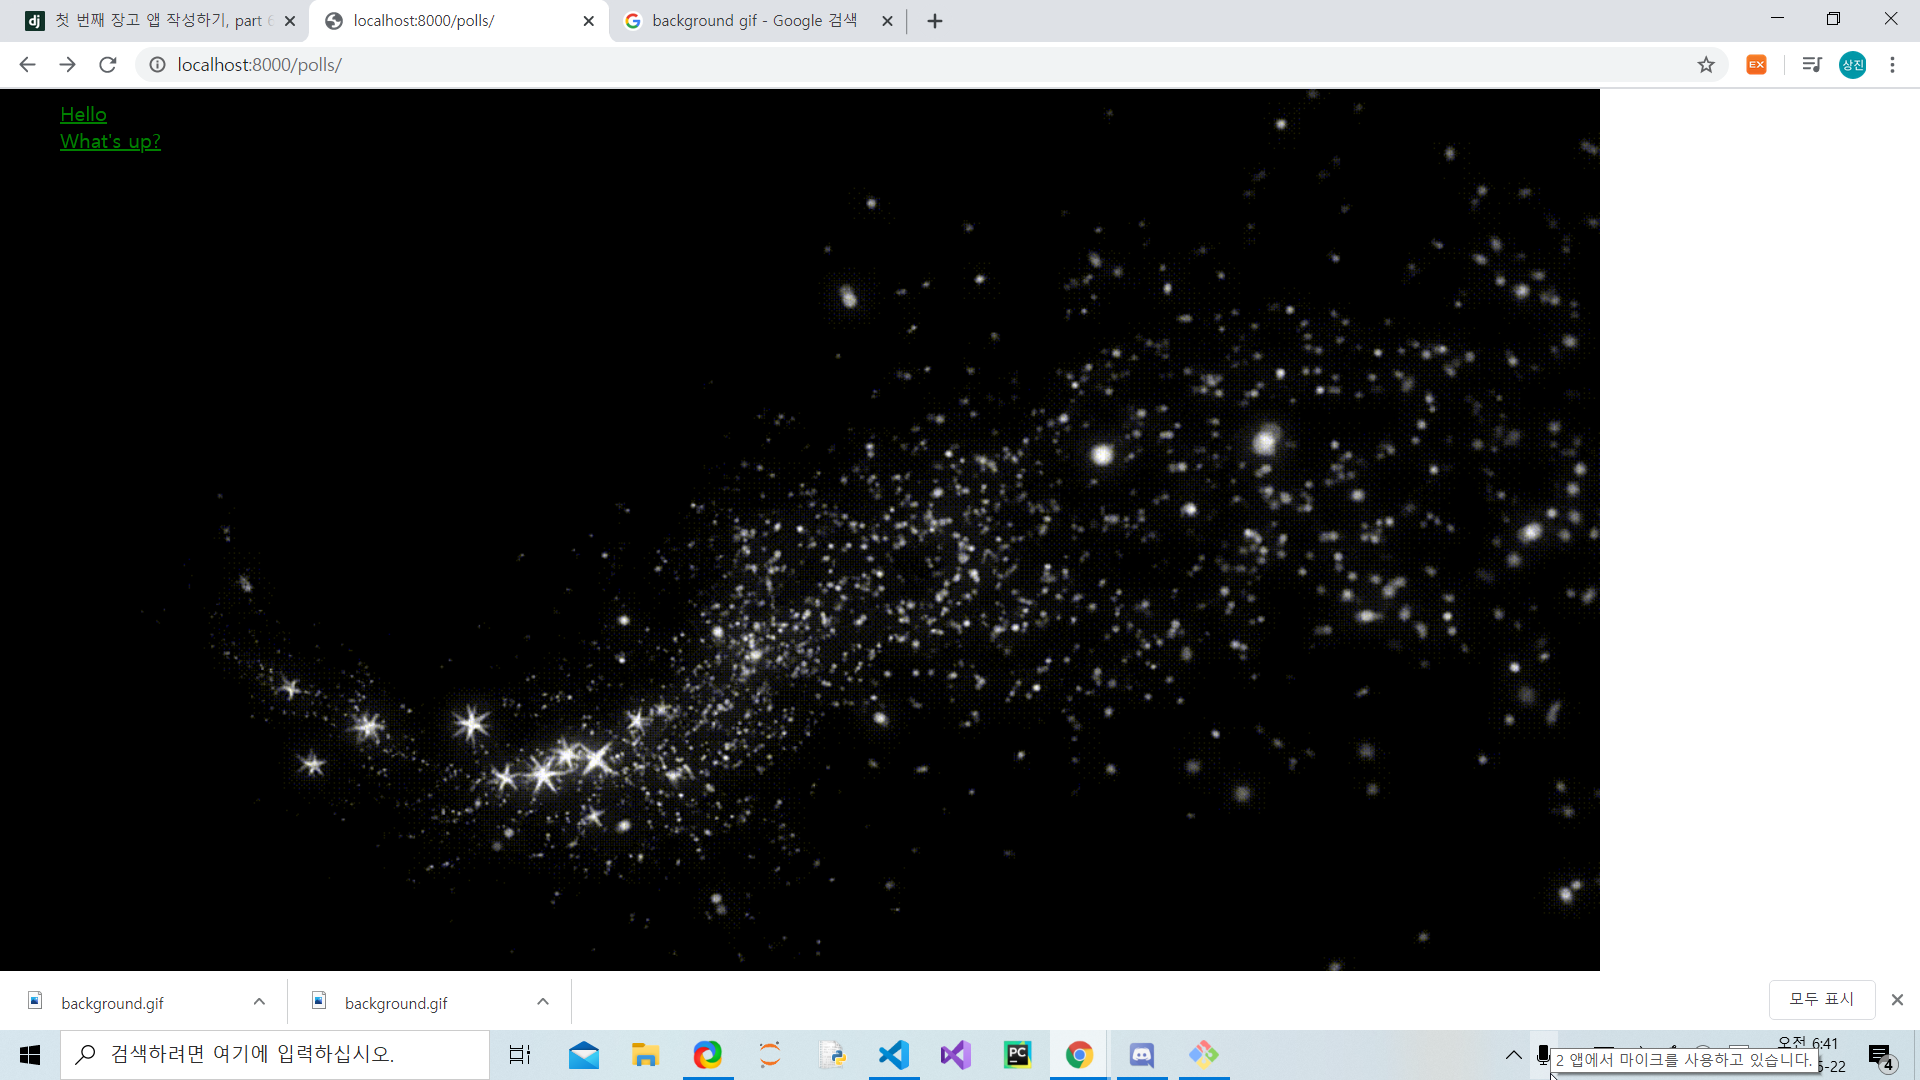 첫 번째 장고 앱 작성하기, part 6
localhost:8000/polls/
background gif - Google 검색
localhost:8000/polls/
EX
상진
Hello
What's up?
background.gif
background.gif
모두 표시
검색하려면 여기에 입력하십시오.
오전 6:41
2 앱에서 마이크를 사용하고 있습니다.
-22
4